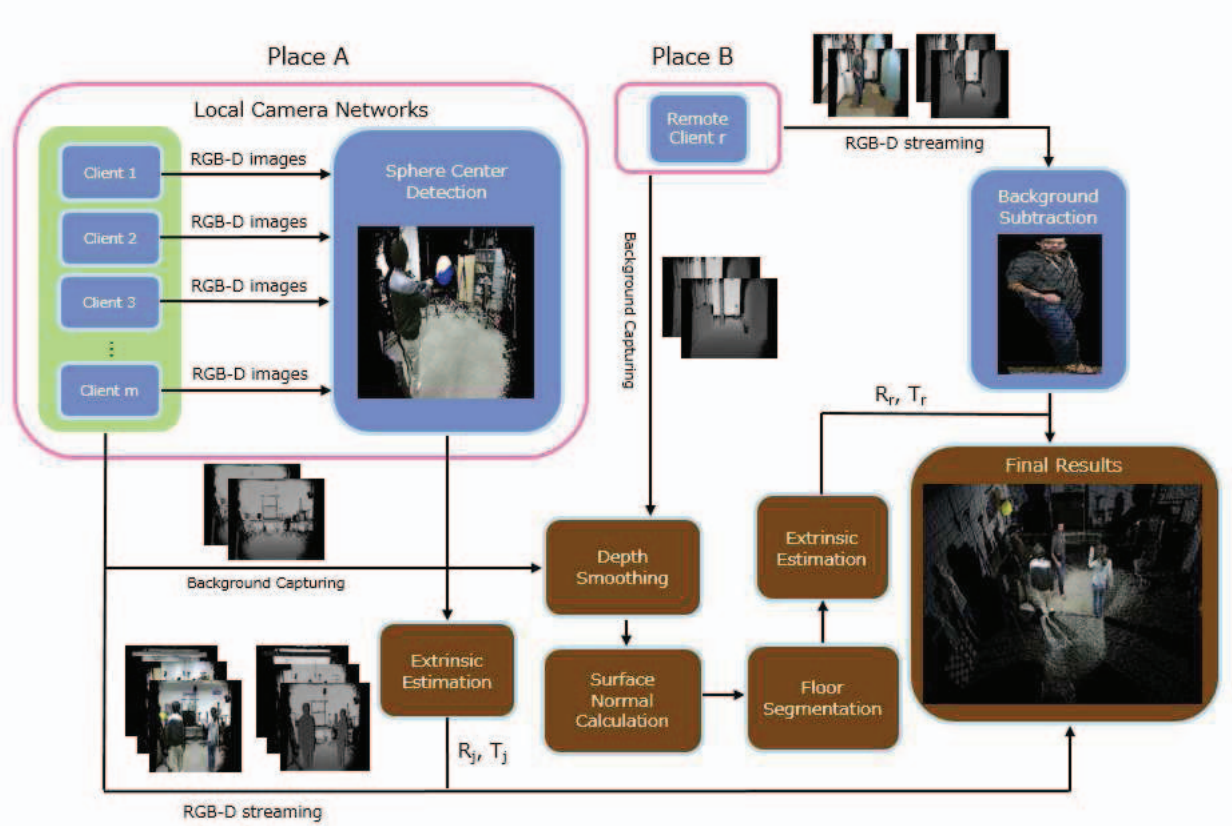 Place A
Local Camera Networks
Client 1
Client 2
Client 3
...
Client m
RGB-D images
RGB-D images
RGB-D images
RGB-D images
Sphere Center
Detection
Place B
Remote
Client r
RGB-D streaming
Background
Subtraction
Background Capturing
Background Capturing
Depth
Smoothing
Surface
Normal
Calculation
Floor
Segmentation
Extrinsic
Estimation
Rr, Tr
Extrinsic
Estimation
Rj, Tj
RGB-D streaming
Final Results